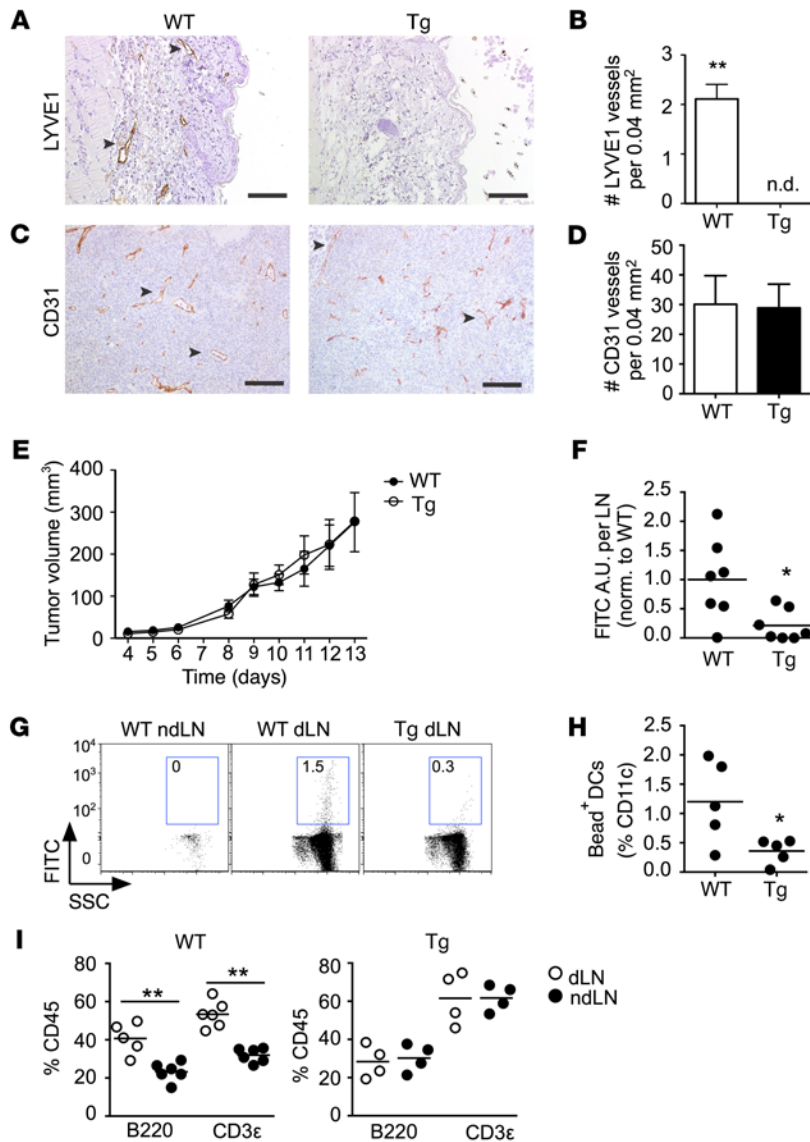 A
WT
Tg
LYVE1
B
# LYVE1 vessels
per 0.04 mm²
3
2
1
0
**
n.d.
WT
Tg
C
CD31
D
# CD31 vessels
per 0.04 mm²
50
40
30
20
10
0
WT
Tg
E
Tumor volume (mm³)
400
300
200
100
0
4 5 6 7 8 9 10 11 12 13
Time (days)
WT
Tg
F
FITC A.U. per LN
(norm. to WT)
2.5
2.0
1.5
1.0
0.5
0.0
*
WT
Tg
G
WT ndLN
WT dLN
Tg dLN
10⁴
10³
10²
0
0
1.5
0.3
FITC
SSC
H
Bead⁺ DCs
(% CD11c)
2.5
2.0
1.5
1.0
0.5
0.0
*
WT
Tg
I
WT
% CD45
80
60
40
20
0
**
**
B220
CD3ε
Tg
% CD45
80
60
40
20
0
B220
CD3ε
dLN
ndLN